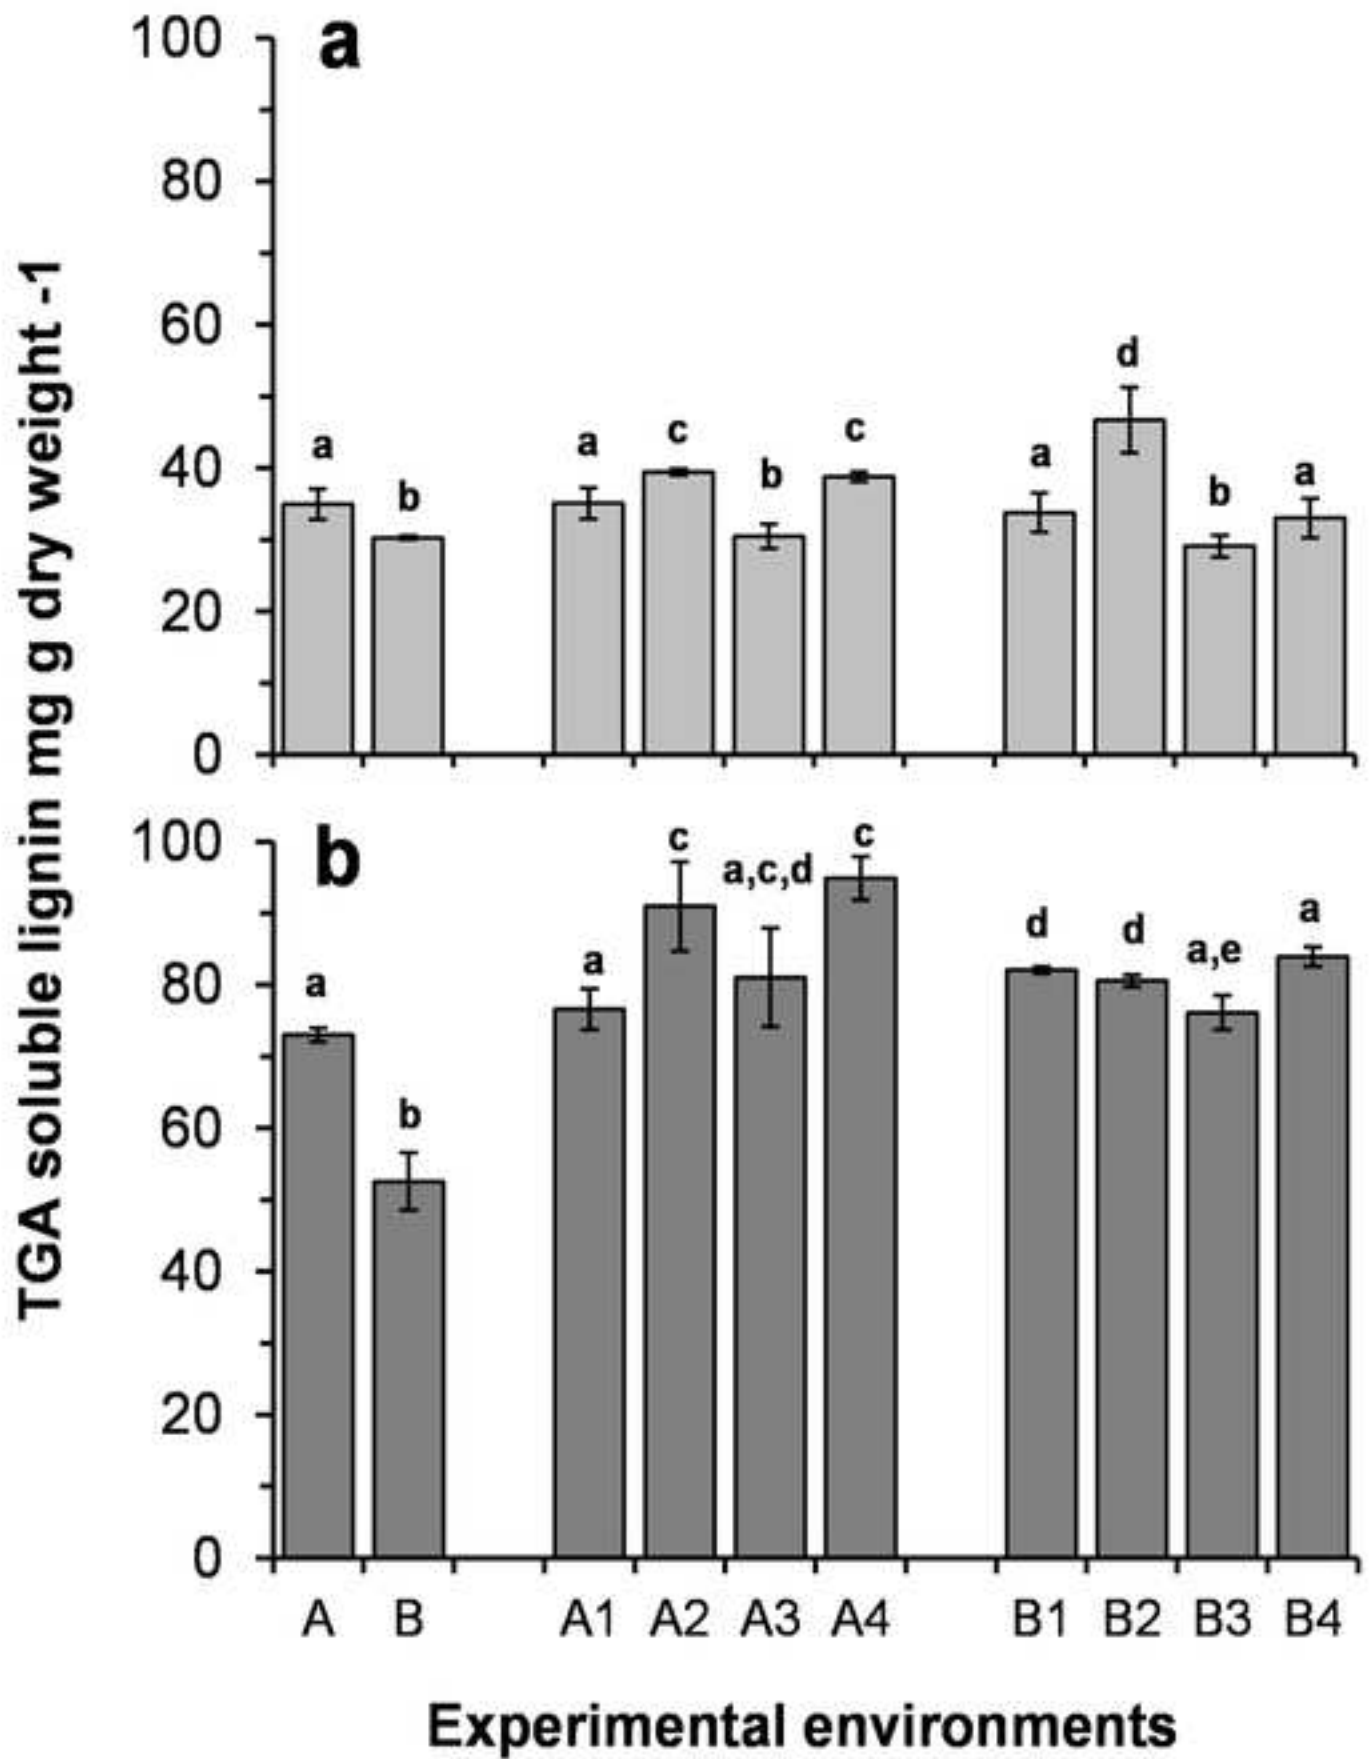 TGA soluble lignin mg g dry weight -1
a
100
80
60
40
20
0
a b a c b c a d b a
b
100
80
60
40
20
0
a b a c a,c,d c d d a,e a
A B A1 A2 A3 A4 B1 B2 B3 B4
Experimental environments